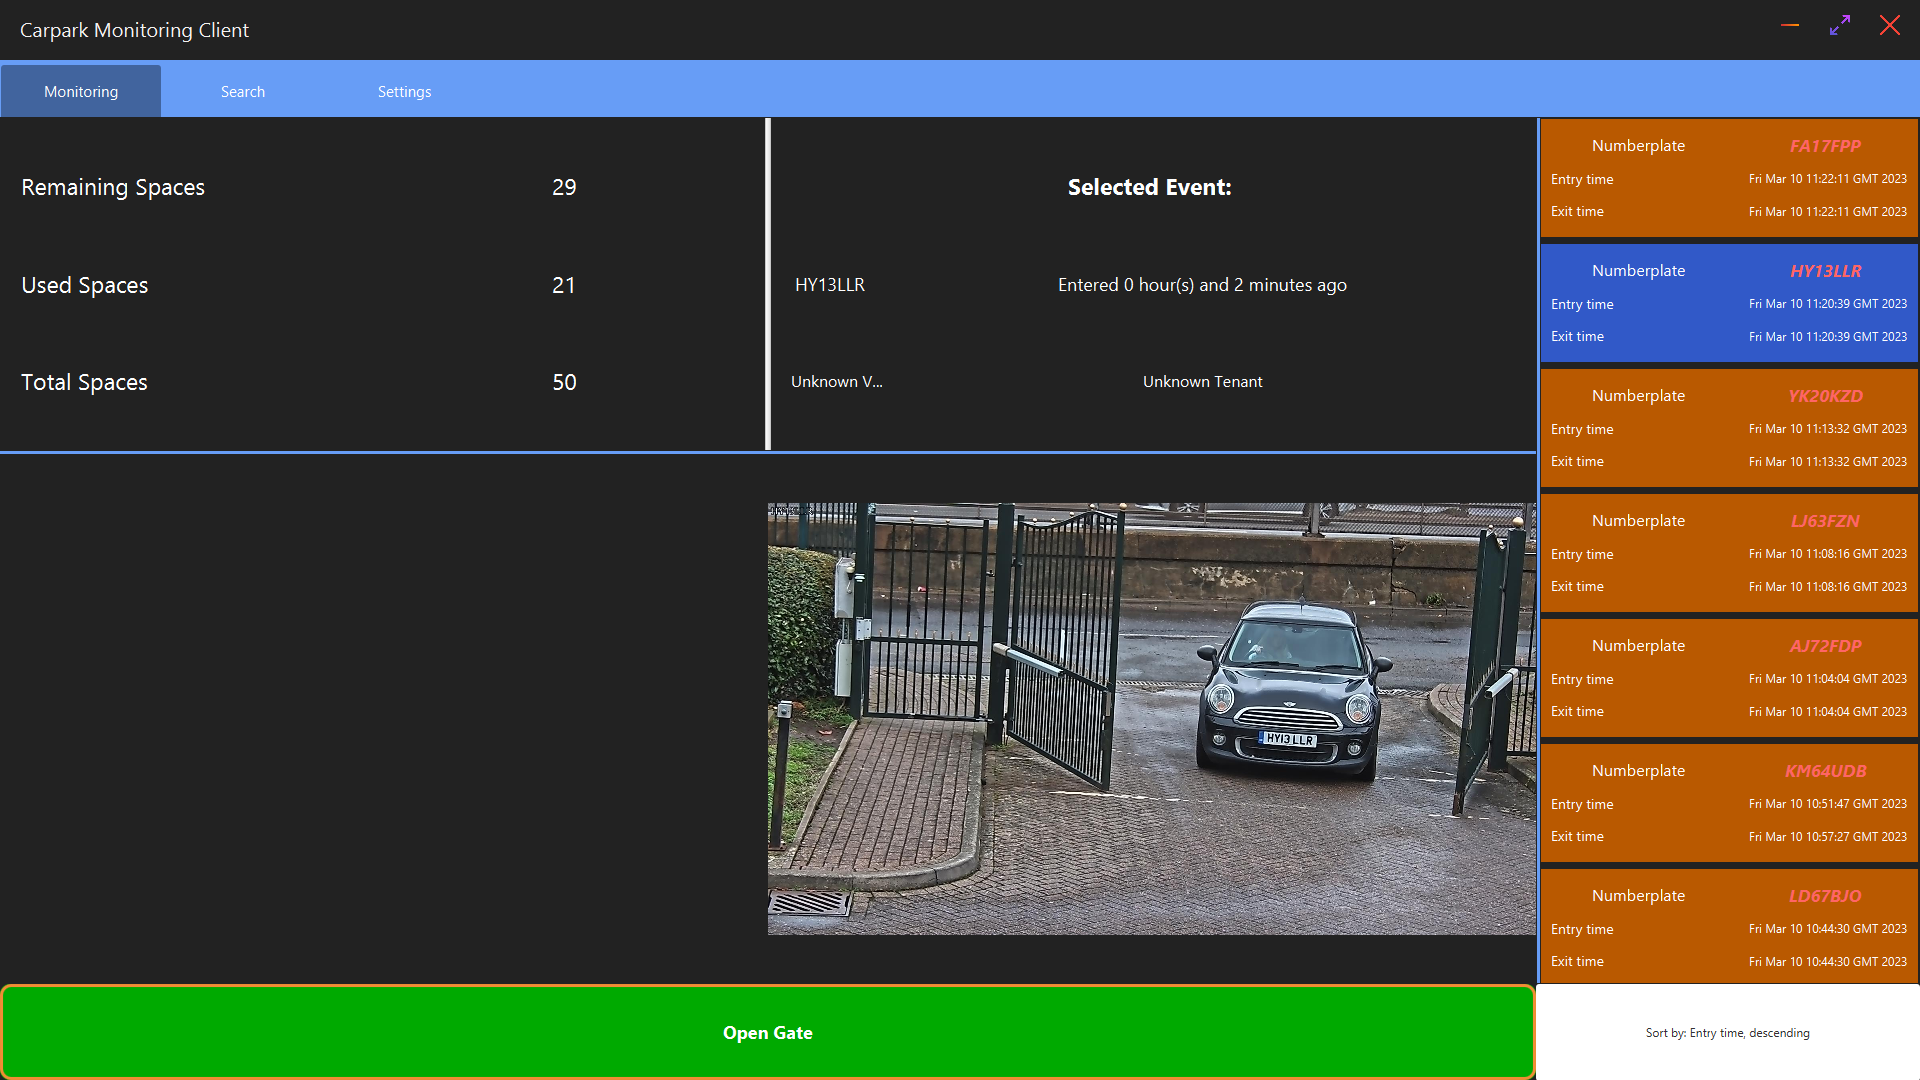 Carpark Monitoring Client
Monitoring
Search
Settings
Remaining Spaces 29
Used Spaces 21
Total Spaces 50
Selected Event:
HY13LLR Entered 0 hour(s) and 2 minutes ago
Unknown V... Unknown Tenant
HY13 LLR
Open Gate
Numberplate FA17FPP
Entry time Fri Mar 10 11:22:11 GMT 2023
Exit time Fri Mar 10 11:22:11 GMT 2023
Numberplate HY13LLR
Entry time Fri Mar 10 11:20:39 GMT 2023
Exit time Fri Mar 10 11:20:39 GMT 2023
Numberplate YK20KZD
Entry time Fri Mar 10 11:13:32 GMT 2023
Exit time Fri Mar 10 11:13:32 GMT 2023
Numberplate LJ63FZN
Entry time Fri Mar 10 11:08:16 GMT 2023
Exit time Fri Mar 10 11:08:16 GMT 2023
Numberplate AJ72FDP
Entry time Fri Mar 10 11:04:04 GMT 2023
Exit time Fri Mar 10 11:04:04 GMT 2023
Numberplate KM64UDB
Entry time Fri Mar 10 10:51:47 GMT 2023
Exit time Fri Mar 10 10:57:27 GMT 2023
Numberplate LD67BJO
Entry time Fri Mar 10 10:44:30 GMT 2023
Exit time Fri Mar 10 10:44:30 GMT 2023
Sort by: Entry time, descending